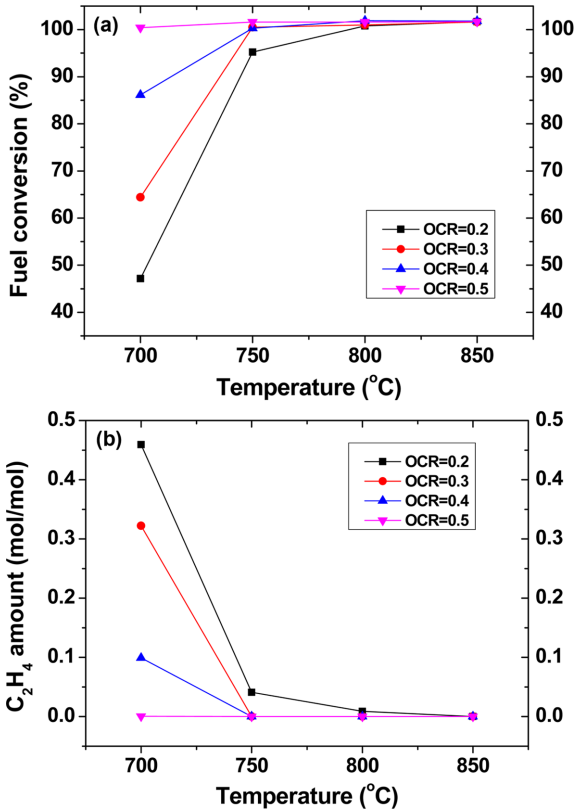 (a)
100
90
80
70
60
50
40
Fuel conversion (%)
100
90
80
70
60
50
40
OCR=0.2
OCR=0.3
OCR=0.4
OCR=0.5
700 750 800 850
Temperature (°C)
(b)
0.5
0.4
0.3
0.2
0.1
0.0
C₂H₄ amount (mol/mol)
0.5
0.4
0.3
0.2
0.1
0.0
OCR=0.2
OCR=0.3
OCR=0.4
OCR=0.5
700 750 800 850
Temperature (°C)